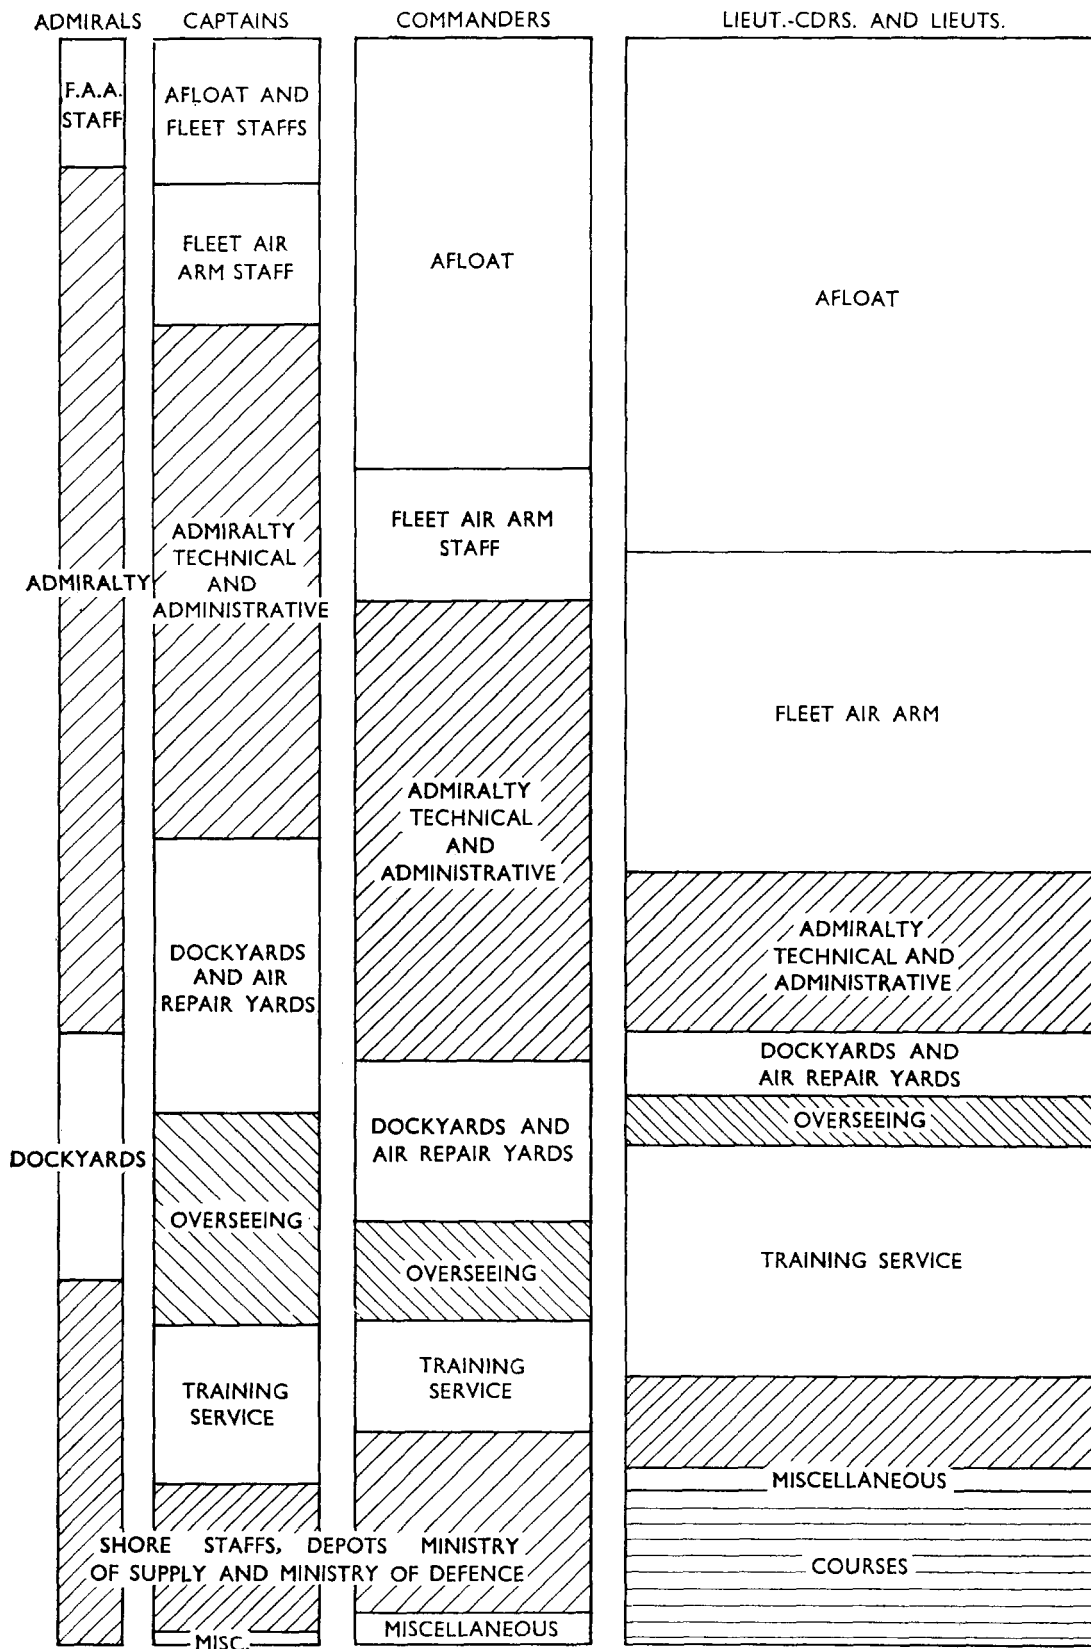 ADMIRALS
CAPTAINS
COMMANDERS
LIEUT.-CDRS. AND LIEUTS.
F.A.A.
STAFF
ADMIRALTY
DOCKYARDS
AFLOAT AND
FLEET STAFFS
FLEET AIR
ARM STAFF
ADMIRALTY
TECHNICAL
AND
ADMINISTRATIVE
DOCKYARDS
AND AIR
REPAIR YARDS
OVERSEEING
TRAINING
SERVICE
MISC.
AFLOAT
FLEET AIR ARM
STAFF
ADMIRALTY
TECHNICAL
AND
ADMINISTRATIVE
DOCKYARDS AND
AIR REPAIR YARDS
OVERSEEING
TRAINING
SERVICE
SHORE STAFFS, DEPOTS MINISTRY
OF SUPPLY AND MINISTRY OF DEFENCE
MISCELLANEOUS
AFLOAT
FLEET AIR ARM
ADMIRALTY
TECHNICAL AND
ADMINISTRATIVE
DOCKYARDS AND
AIR REPAIR YARDS
OVERSEEING
TRAINING SERVICE
MISCELLANEOUS
COURSES